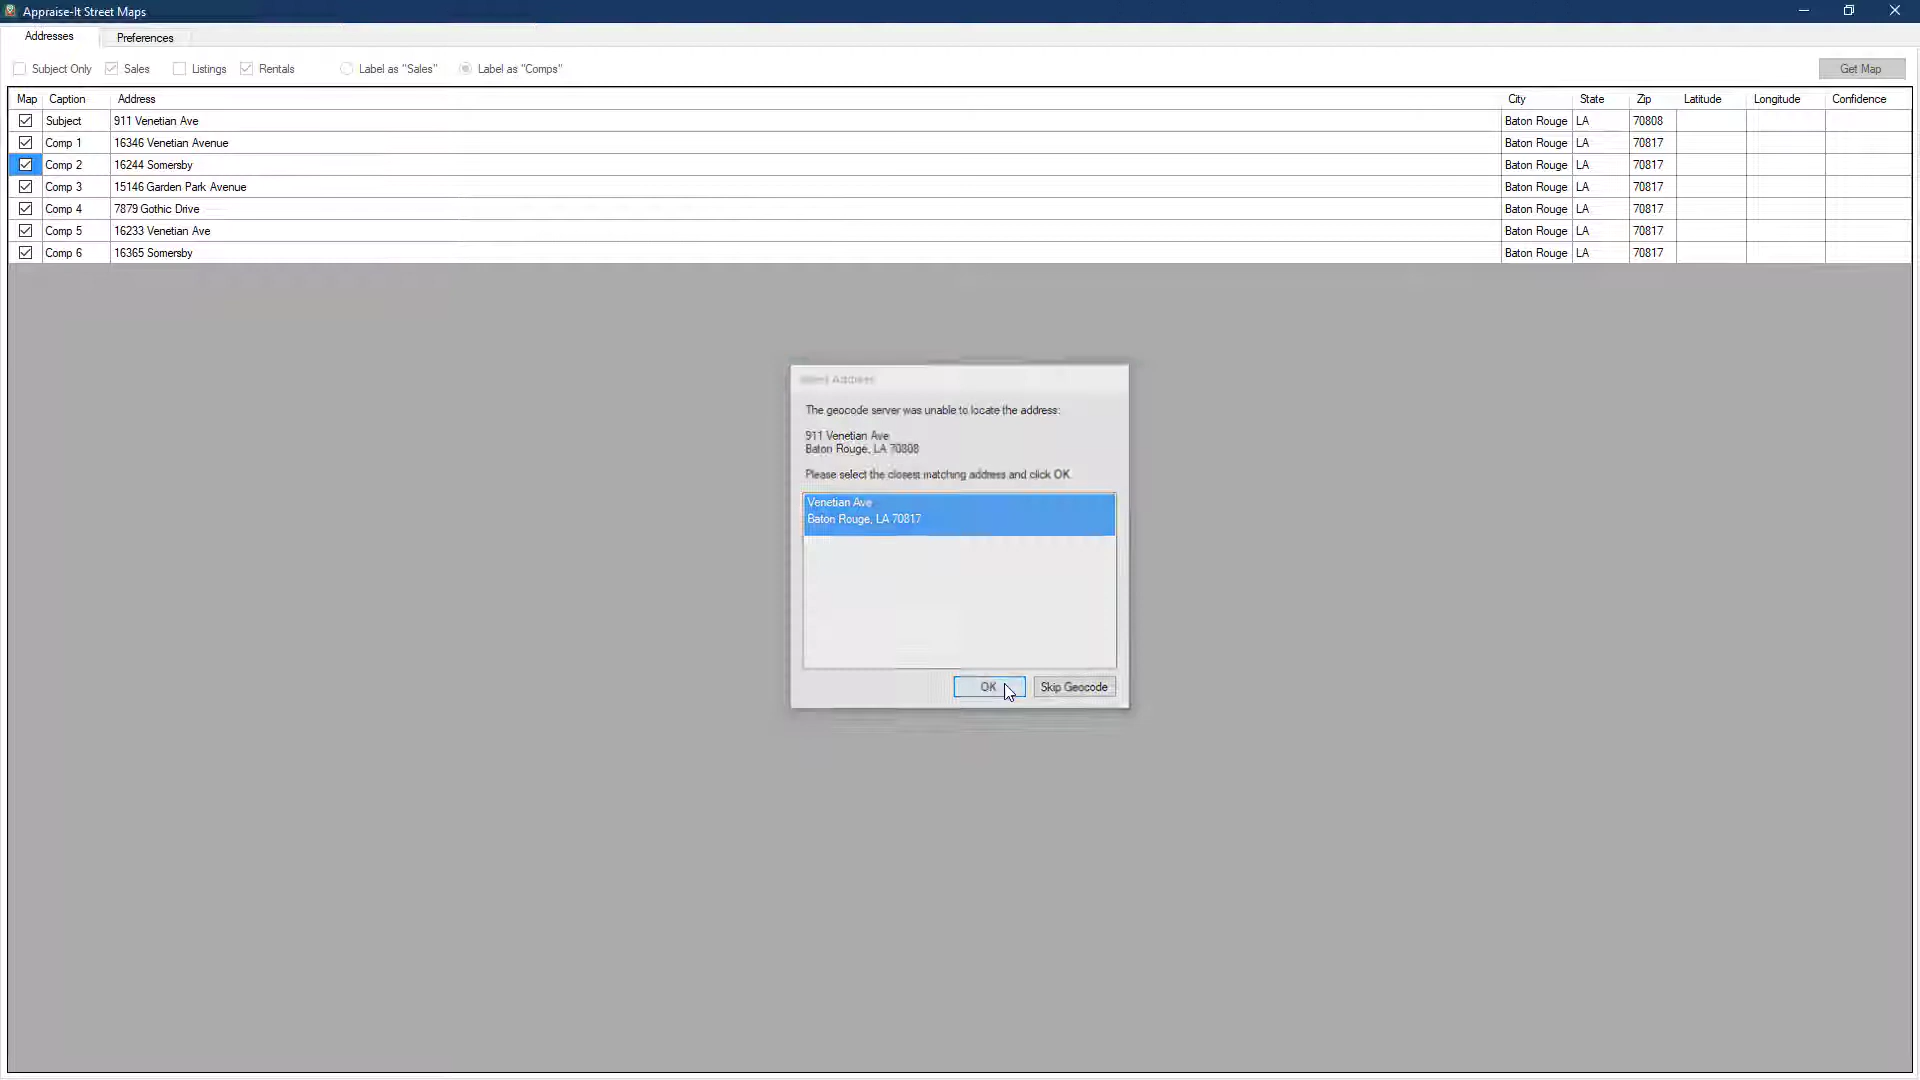 Appraise-It Street Maps
Addresses Preferences
Subject Only Sales Listings Rentals Label as "Sales" Label as "Comps" Get Map
Map Caption Address City State Zip Latitude Longitude Confidence
Subject 911 Venetian Ave Baton Rouge LA 70808
Comp 1 16346 Venetian Avenue Baton Rouge LA 70817
Comp 2 16244 Somersby Baton Rouge LA 70817
Comp 3 15146 Garden Park Avenue Baton Rouge LA 70817
Comp 4 7879 Gothic Drive Baton Rouge LA 70817
Comp 5 16233 Venetian Ave Baton Rouge LA 70817
Comp 6 16365 Somersby Baton Rouge LA 70817
Select Address
The geocode server was unable to locate the address:
911 Venetian Ave
Baton Rouge, LA 70808
Please select the closest matching address and click OK.
Venetian Ave
Baton Rouge, LA 70817
OK Skip Geocode